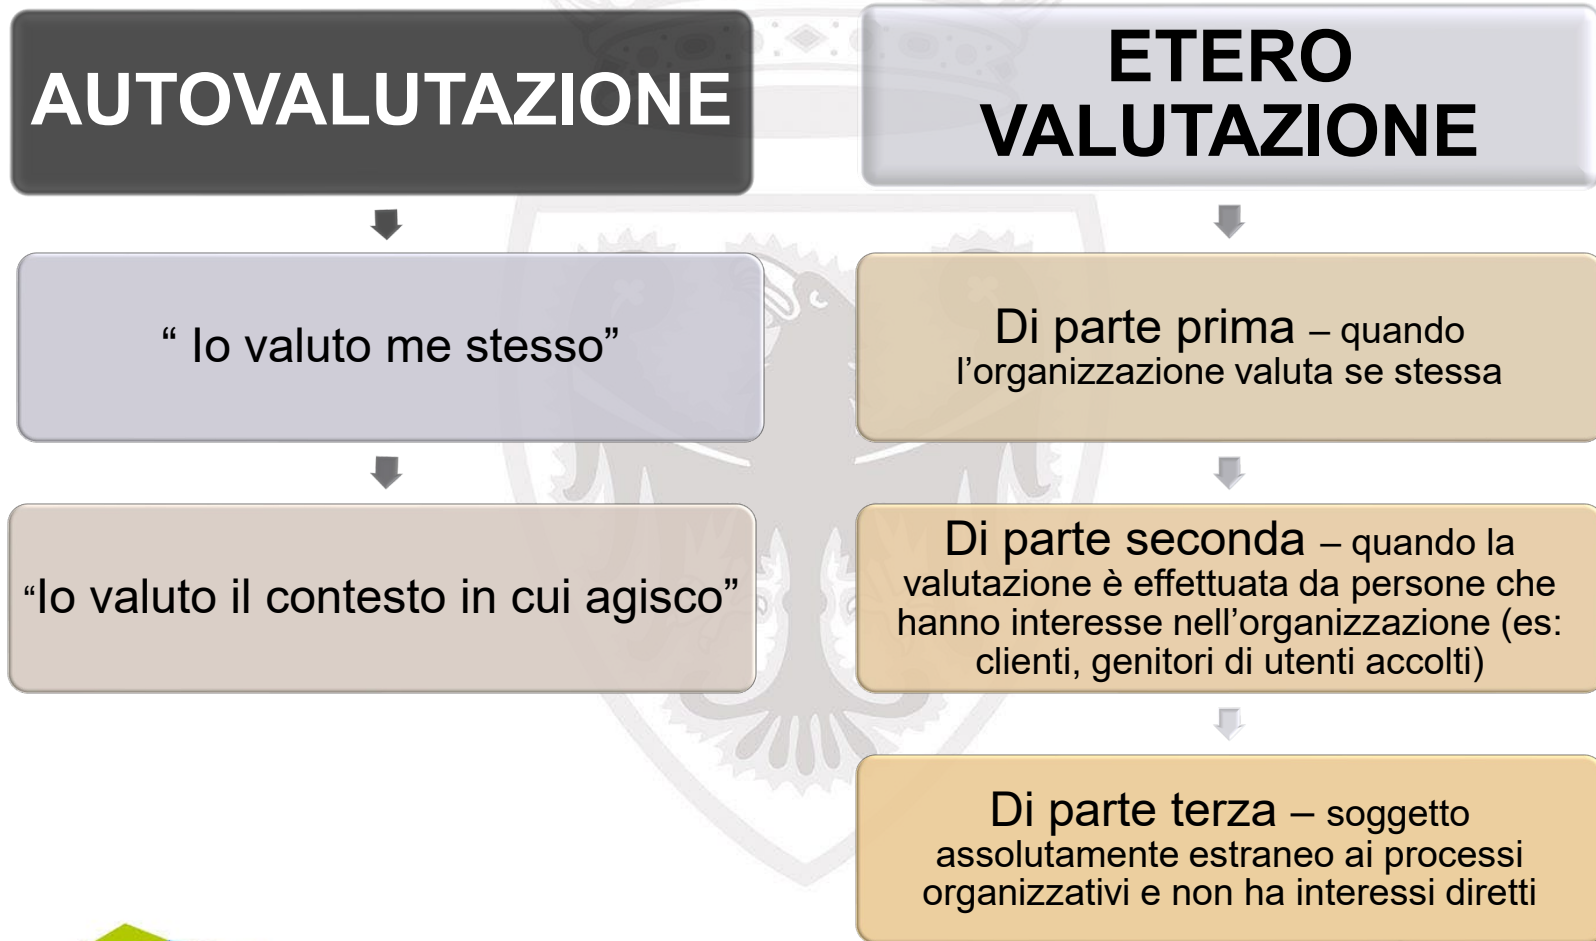 AUTOVALUTAZIONE
“ Io valuto me stesso”
“Io valuto il contesto in cui agisco”
ETERO
VALUTAZIONE
Di parte prima – quando
l’organizzazione valuta se stessa
Di parte seconda – quando la
valutazione è effettuata da persone che
hanno interesse nell’organizzazione (es:
clienti, genitori di utenti accolti)
Di parte terza – soggetto
assolutamente estraneo ai processi
organizzativi e non ha interessi diretti